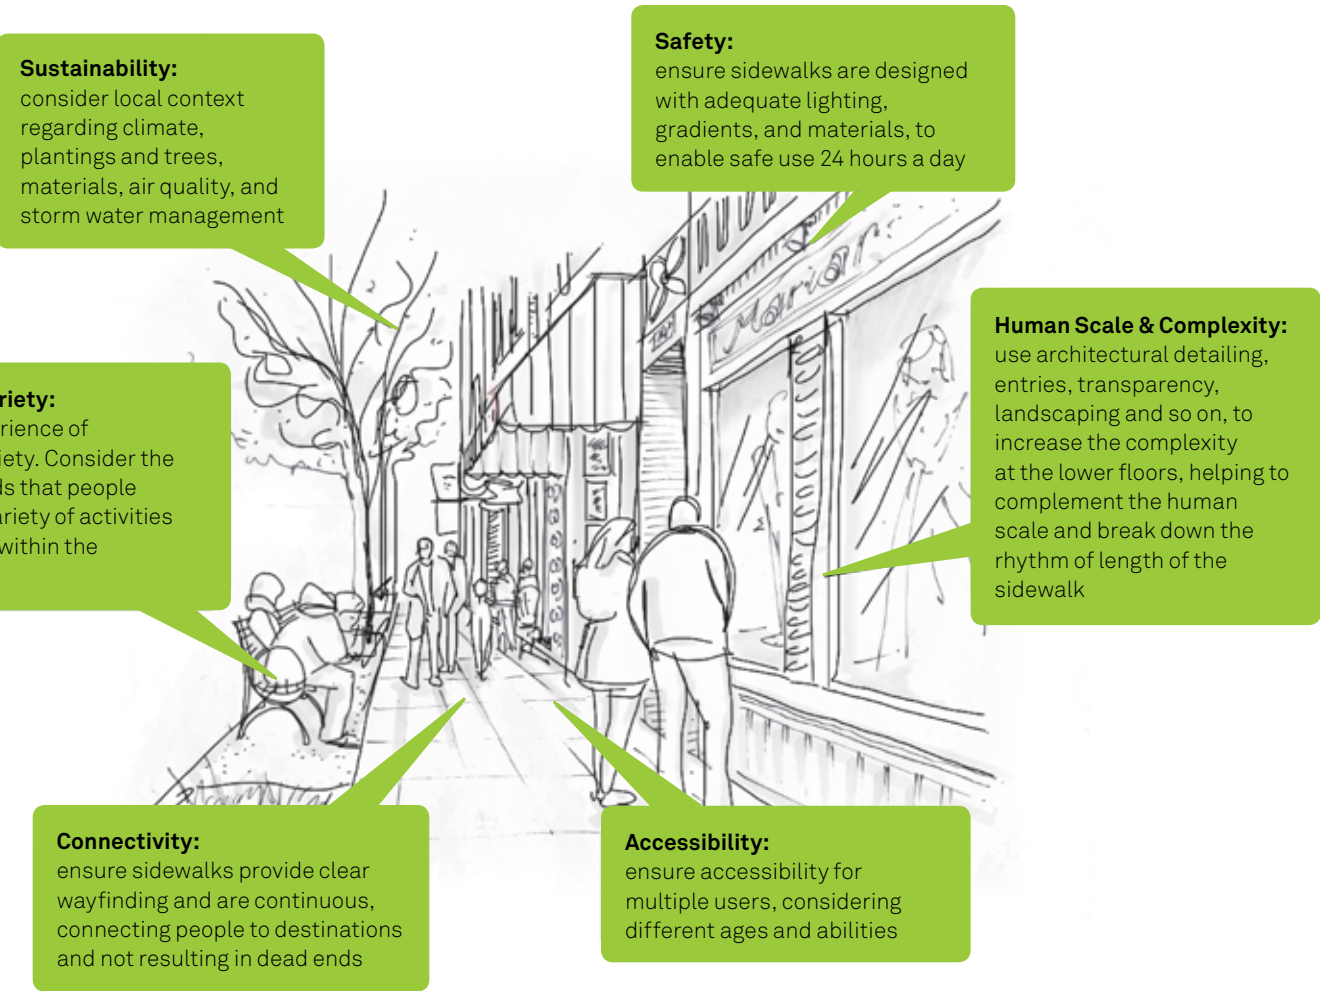 Safety:
ensure sidewalks are designed
with adequate lighting,
gradients, and materials, to
enable safe use 24 hours a day
Sustainability:
consider local context
regarding climate,
plantings and trees,
materials, air quality, and
storm water management
Marior
Human Scale & Complexity:
use architectural detailing,
entries, transparency,
landscaping and so on, to
increase the complexity
at the lower floors, helping to
complement the human
scale and break down the
rhythm of length of the
sidewalk
riety:
rience of
iety. Consider the
ds that people
ariety of activities
within the
Connectivity:
ensure sidewalks provide clear
wayfinding and are continuous,
connecting people to destinations
and not resulting in dead ends
Accessibility:
ensure accessibility for
multiple users, considering
different ages and abilities